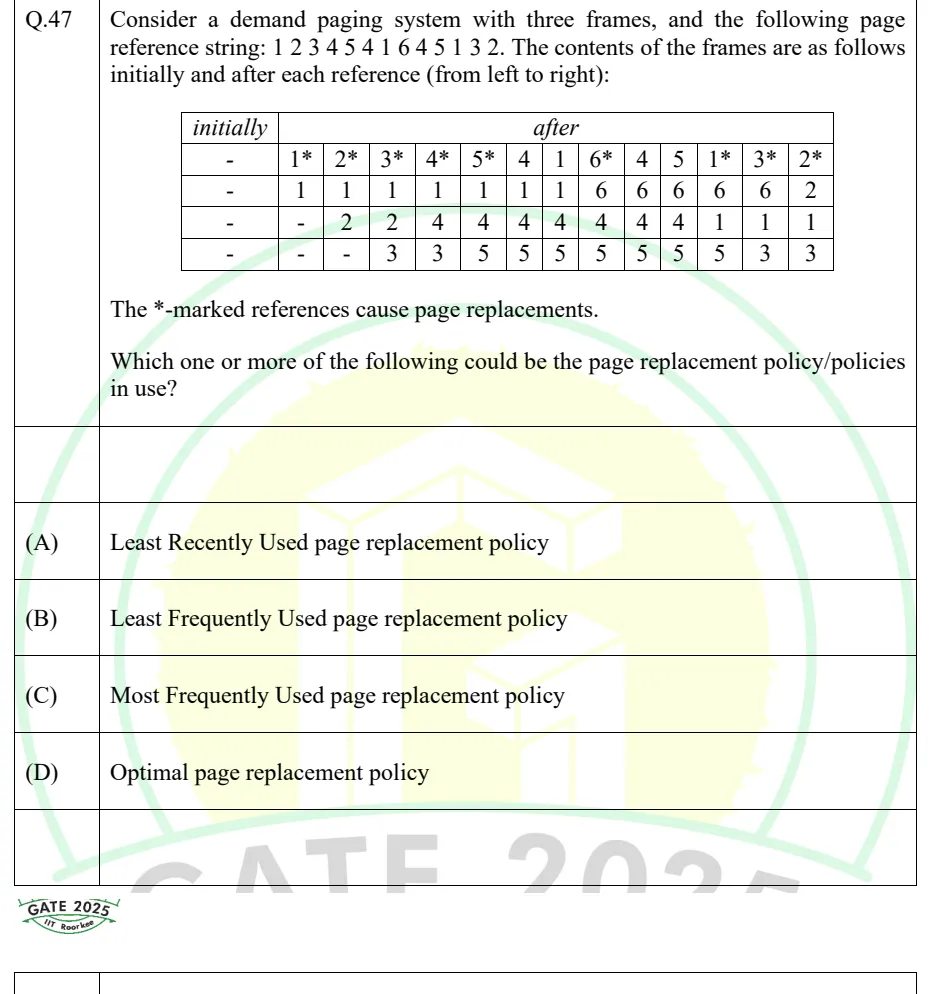 Q.47
Consider a demand paging system with three frames, and the following page
reference string: 1 2 3 4 5 4 1 6 4 5 1 3 2. The contents of the frames are as follows
initially and after each reference (from left to right):
initially after
- 1* 2* 3* 4* 5* 4 1 6* 4 5 1* 3* 2*
- 1 1 1 1 1 1 1 6 6 6 6 6 2
- - 2 2 4 4 4 4 4 4 4 1 1 1
- - - 3 3 5 5 5 5 5 5 5 3 3
The *-marked references cause page replacements.
Which one or more of the following could be the page replacement policy/policies
in use?
(A) Least Recently Used page replacement policy
(B) Least Frequently Used page replacement policy
(C) Most Frequently Used page replacement policy
(D) Optimal page replacement policy
GATE 2025
GATE 2025
IIT Roorkee